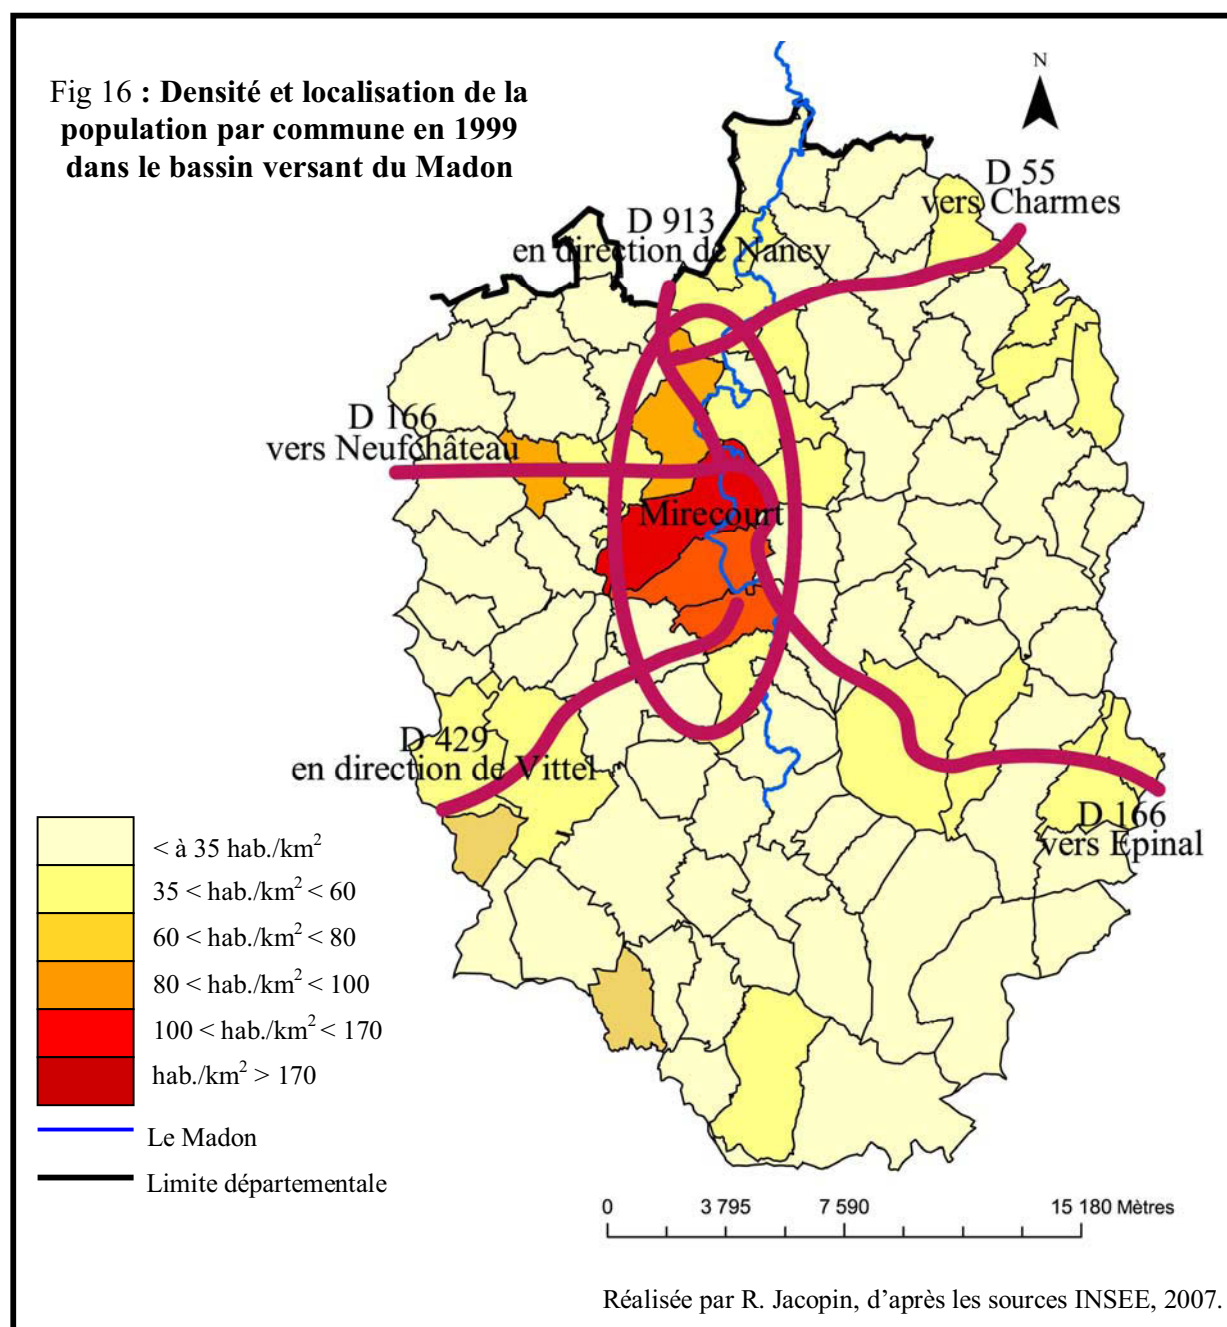 Fig 16 : Densité et localisation de la
population par commune en 1999
dans le bassin versant du Madon
N
D 55
vers Charmes
D 913
en direction de Nancy
D 166
vers Neufchâteau
Mirecourt
D 429
en direction de Vittel
D 166
vers Epinal
< à 35 hab./km²
35 < hab./km² < 60
60 < hab./km² < 80
80 < hab./km² < 100
100 < hab./km² < 170
hab./km² > 170
Le Madon
Limite départementale
0 3 795 7 590 15 180 Mètres
Réalisée par R. Jacopin, d'après les sources INSEE, 2007.